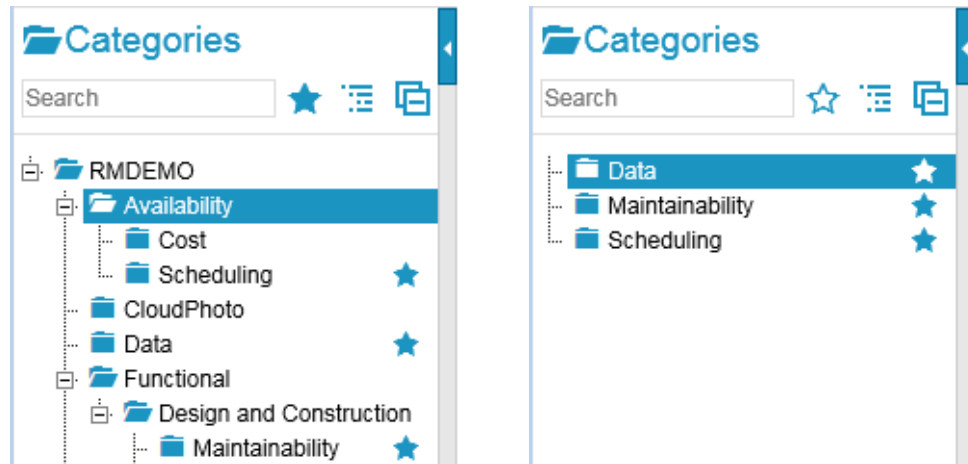 Categories
Search
RMDEMO
Availability
Cost
Scheduling
CloudPhoto
Data
Functional
Design and Construction
Maintainability
Categories
Search
Data
Maintainability
Scheduling